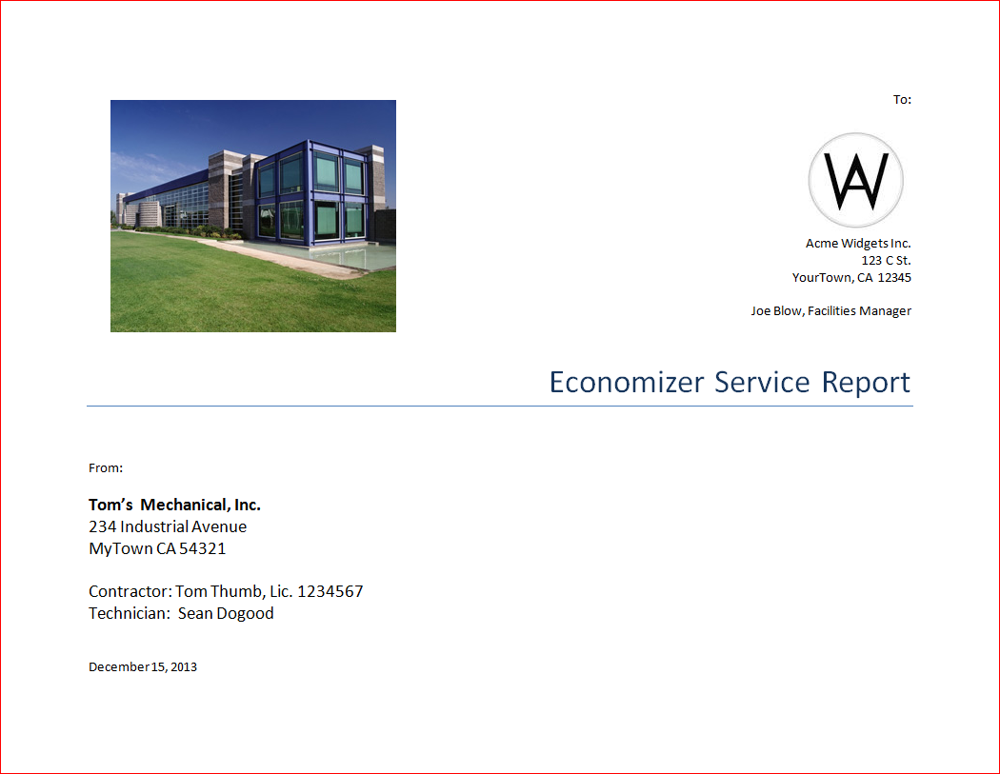 To:
AW
Acme Widgets Inc.
123 C St.
YourTown, CA 12345
Joe Blow, Facilities Manager
Economizer Service Report
From:
Tom’s Mechanical, Inc.
234 Industrial Avenue
MyTown CA 54321
Contractor: Tom Thumb, Lic. 1234567
Technician: Sean Dogood
December 15, 2013